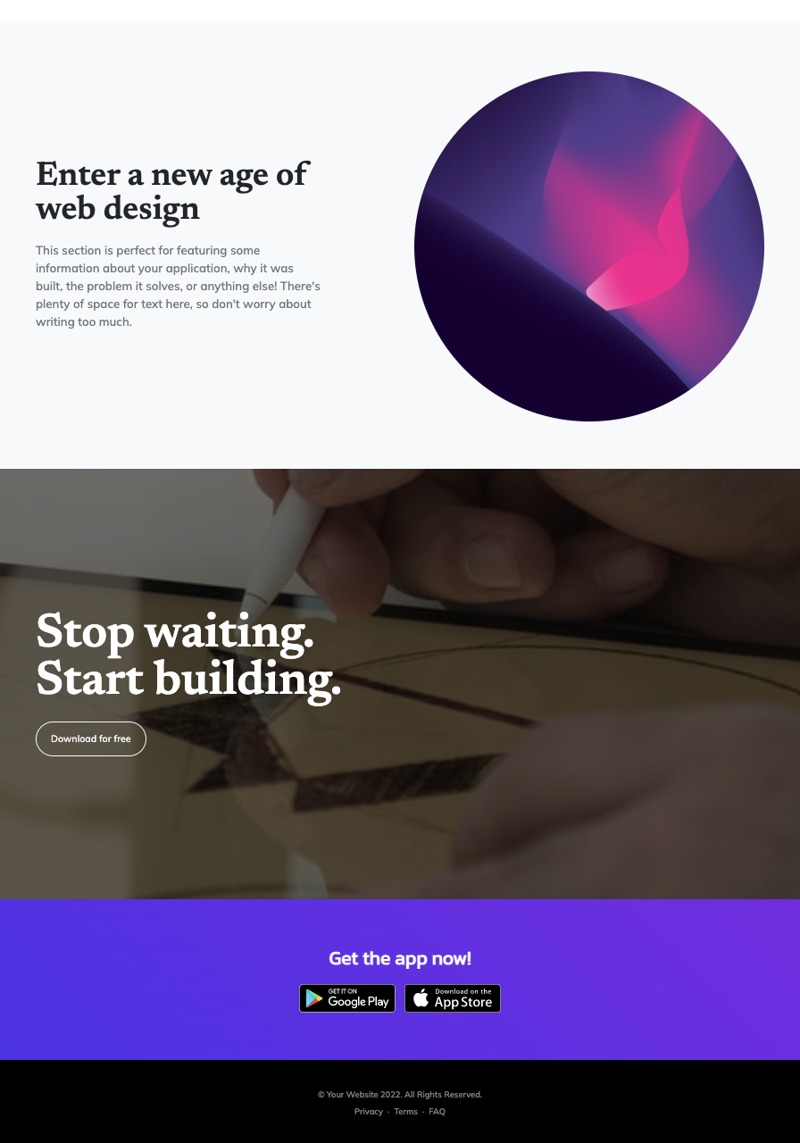 Enter a new age of
web design
This section is perfect for featuring some
information about your application, why it was
built, the problem it solves, or anything else! There's
plenty of space for text here, so don't worry about
writing too much.
Stop waiting.
Start building.
Download for free
Get the app now!
GET IT ON
Google Play
Download on the
App Store
© Your Website 2022. All Rights Reserved.
Privacy · Terms · FAQ